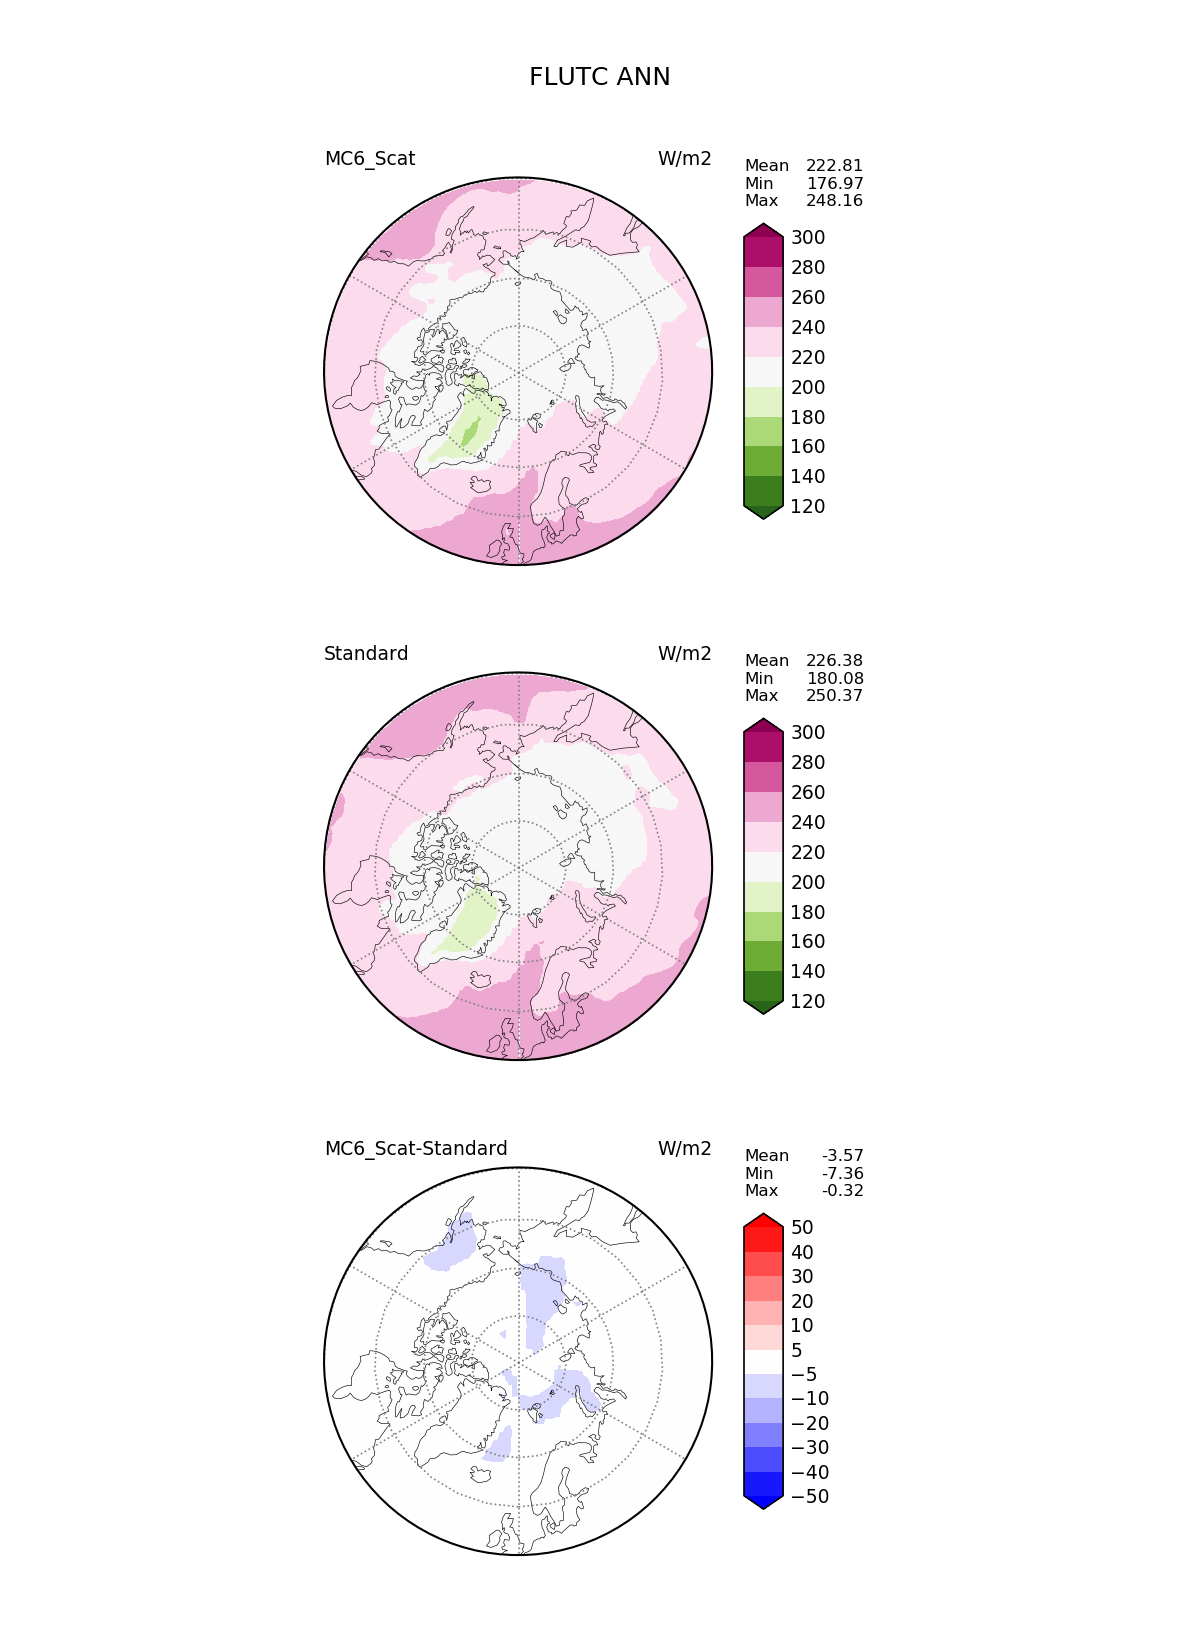 FLUTC ANN
MC6_Scat W/m2
Mean 222.81
Min 176.97
Max 248.16
300
280
260
240
220
200
180
160
140
120
Standard W/m2
Mean 226.38
Min 180.08
Max 250.37
300
280
260
240
220
200
180
160
140
120
MC6_Scat-Standard W/m2
Mean -3.57
Min -7.36
Max -0.32
50
40
30
20
10
5
−5
−10
−20
−30
−40
−50